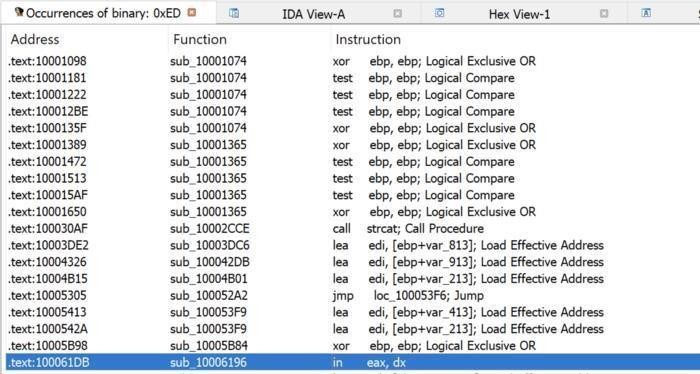 Occurrences of binary: 0xED IDA View-A Hex View-1
Address Function Instruction
.text:10001098 sub_10001074 xor ebp, ebp; Logical Exclusive OR
.text:10001181 sub_10001074 test ebp, ebp; Logical Compare
.text:10001222 sub_10001074 test ebp, ebp; Logical Compare
.text:100012BE sub_10001074 test ebp, ebp; Logical Compare
.text:1000135F sub_10001074 xor ebp, ebp; Logical Exclusive OR
.text:10001389 sub_10001365 xor ebp, ebp; Logical Exclusive OR
.text:10001472 sub_10001365 test ebp, ebp; Logical Compare
.text:10001513 sub_10001365 test ebp, ebp; Logical Compare
.text:100015AF sub_10001365 test ebp, ebp; Logical Compare
.text:10001650 sub_10001365 xor ebp, ebp; Logical Exclusive OR
.text:100030AF sub_10002CCE call strcat; Call Procedure
.text:10003DE2 sub_10003DC6 lea edi, [ebp+var_813]; Load Effective Address
.text:10004326 sub_100042DB lea edi, [ebp+var_913]; Load Effective Address
.text:10004B15 sub_10004B01 lea edi, [ebp+var_213]; Load Effective Address
.text:10005305 sub_100052A2 jmp loc_100053F6; Jump
.text:10005413 sub_100053F9 lea edi, [ebp+var_413]; Load Effective Address
.text:1000542A sub_100053F9 lea edi, [ebp+var_213]; Load Effective Address
.text:10005B98 sub_10005B84 xor ebp, ebp; Logical Exclusive OR
.text:100061DB sub_10006196 in eax, dx